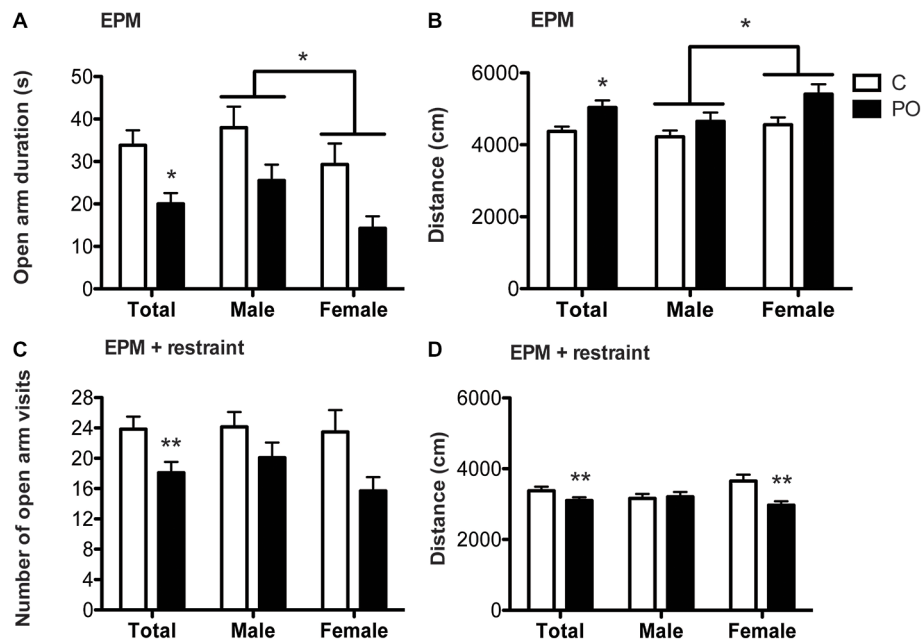 A EPM
Open arm duration (s)
50
40
30
20
10
0
*
*
Total Male Female
B EPM
Distance (cm)
6000
4000
2000
0
*
*
Total Male Female
C
PO
C EPM + restraint
Number of open arm visits
28
24
20
16
12
8
4
0
**
Total Male Female
D EPM + restraint
Distance (cm)
6000
4000
2000
0
**
**
Total Male Female